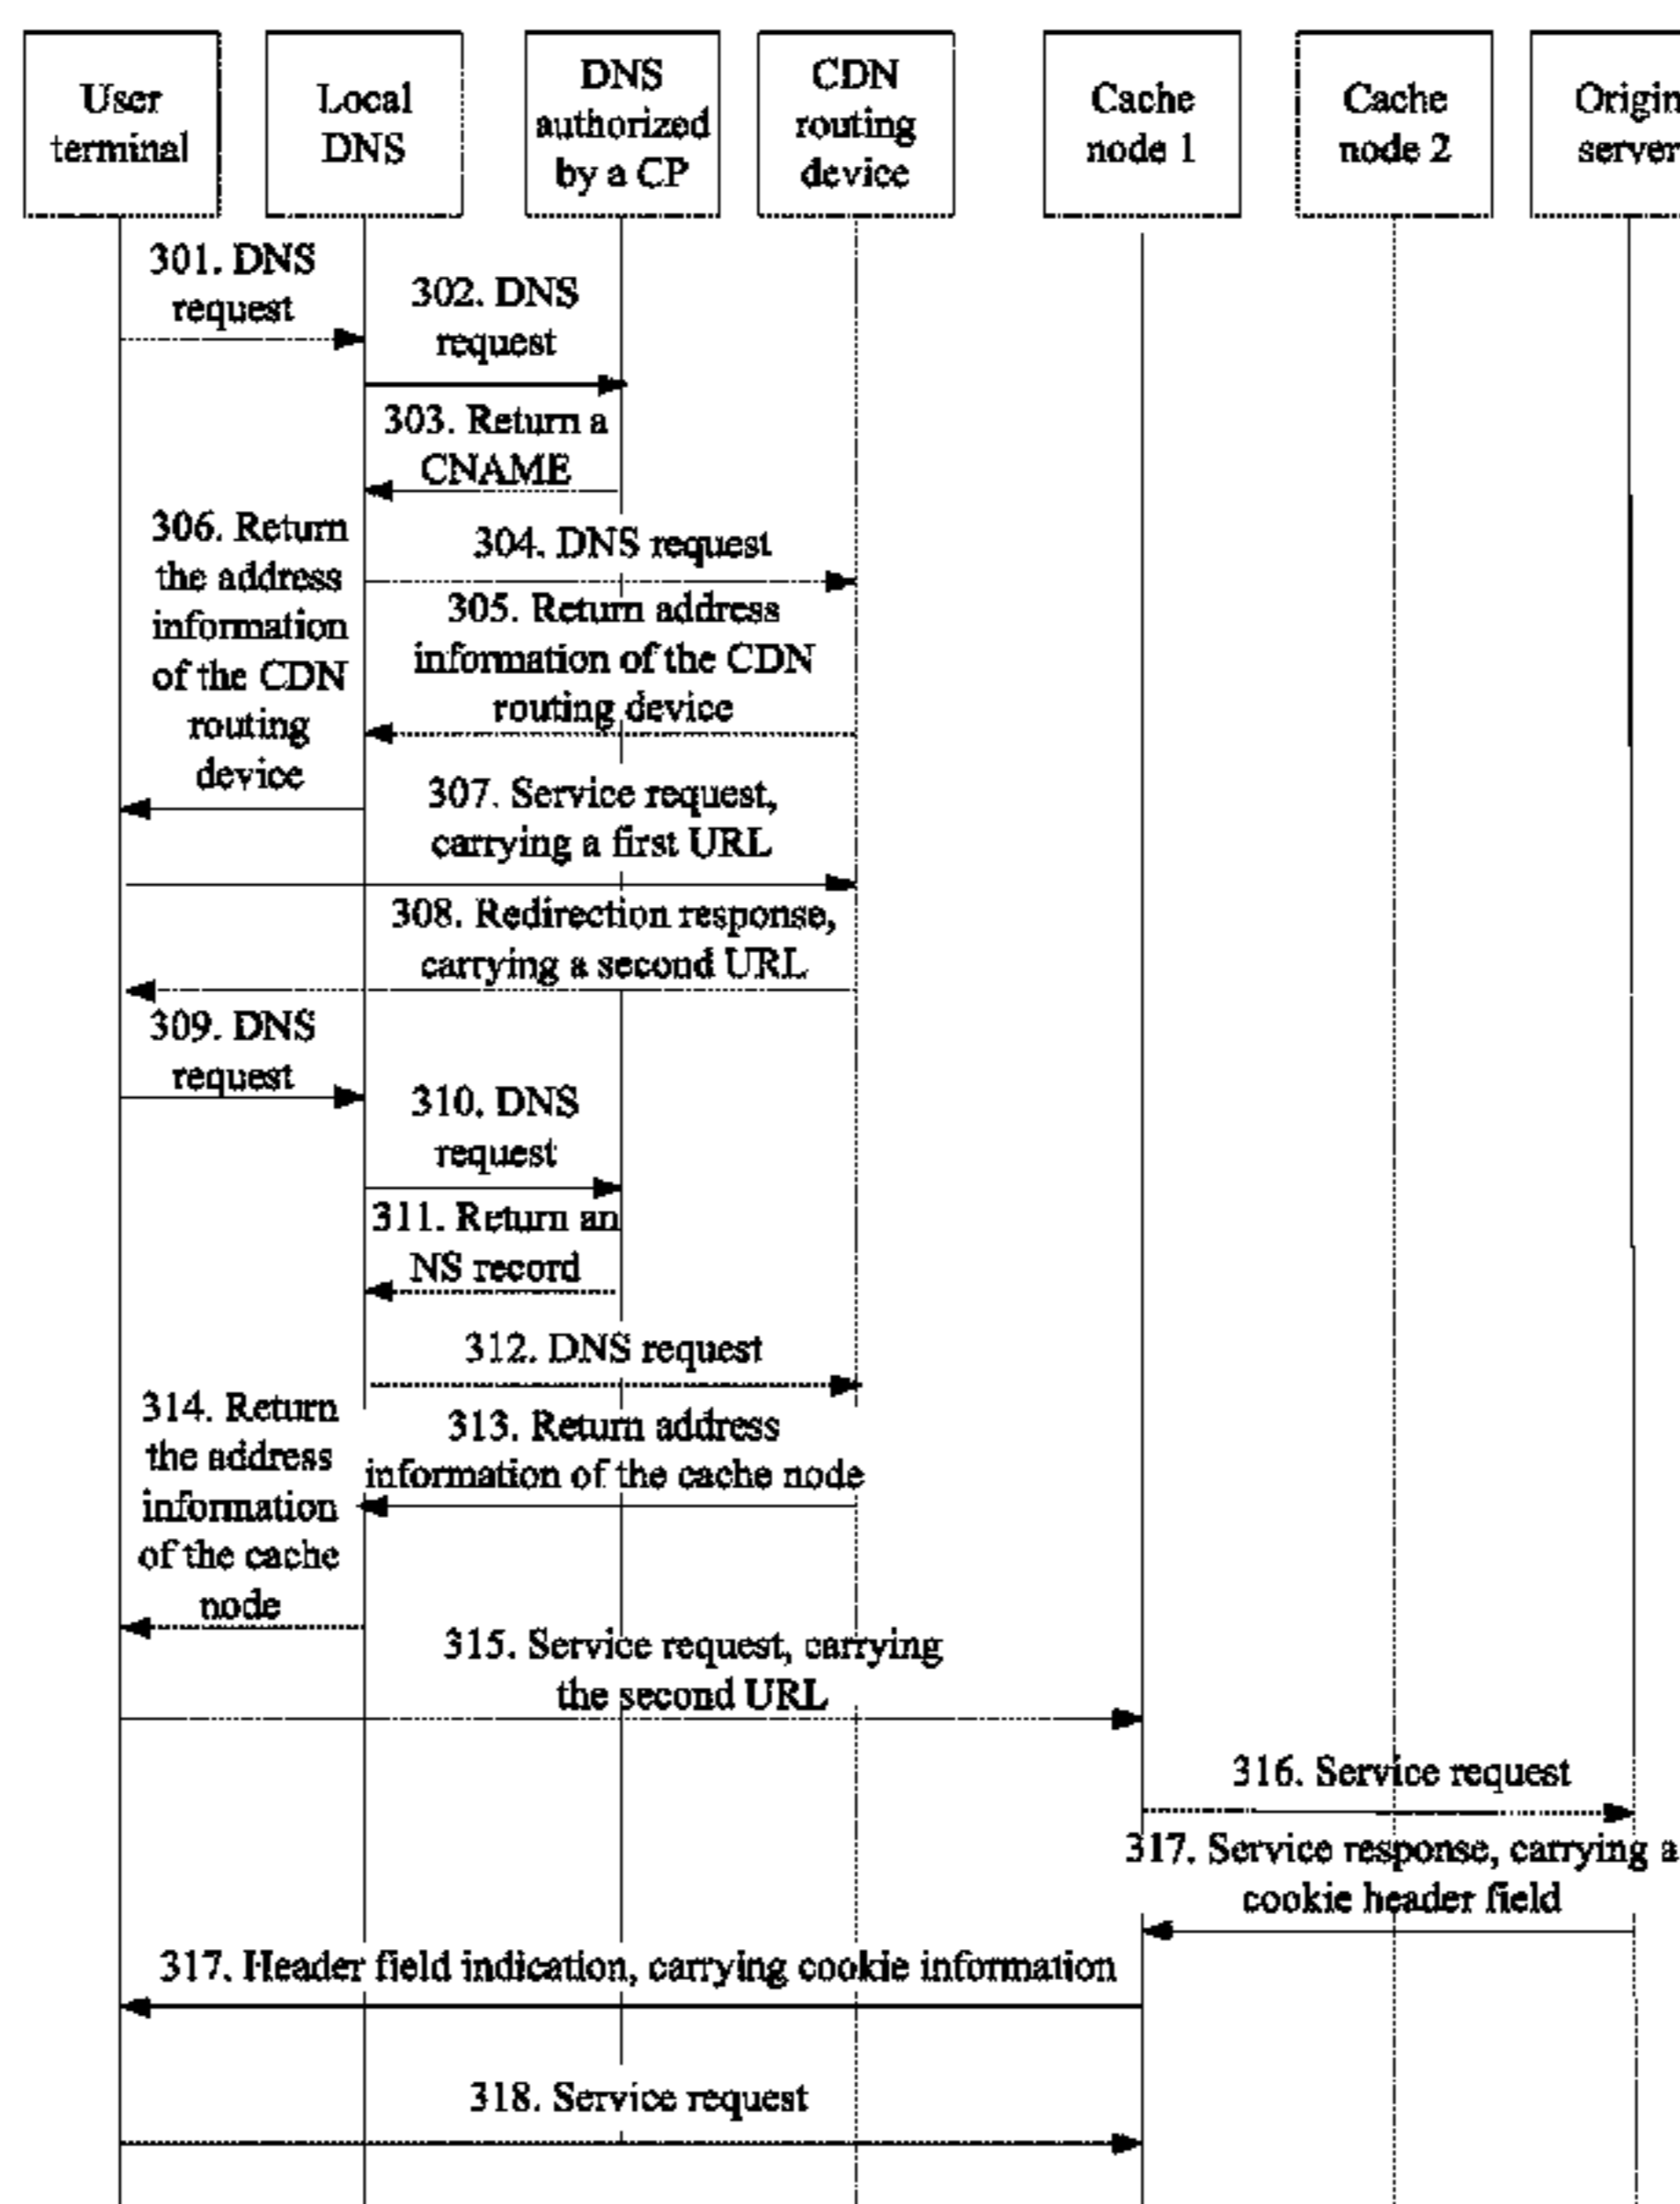 User
terminal
Local
DNS
DNS
authorized
by a CP
CDN
routing
device
Cache
node 1
Cache
node 2
Origin
server
301. DNS
request
302. DNS
request
303. Return a
CNAME
304. DNS request
305. Return address
information of the CDN
routing device
306. Return
the address
information
of the CDN
routing
device
307. Service request,
carrying a first URL
308. Redirection response,
carrying a second URL
309. DNS
request
310. DNS
request
311. Return an
NS record
312. DNS request
313. Return address
information of the cache node
314. Return
the address
information
of the cache
node
315. Service request, carrying
the second URL
316. Service request
317. Service response, carrying a
cookie header field
317. Header field indication, carrying cookie information
318. Service request